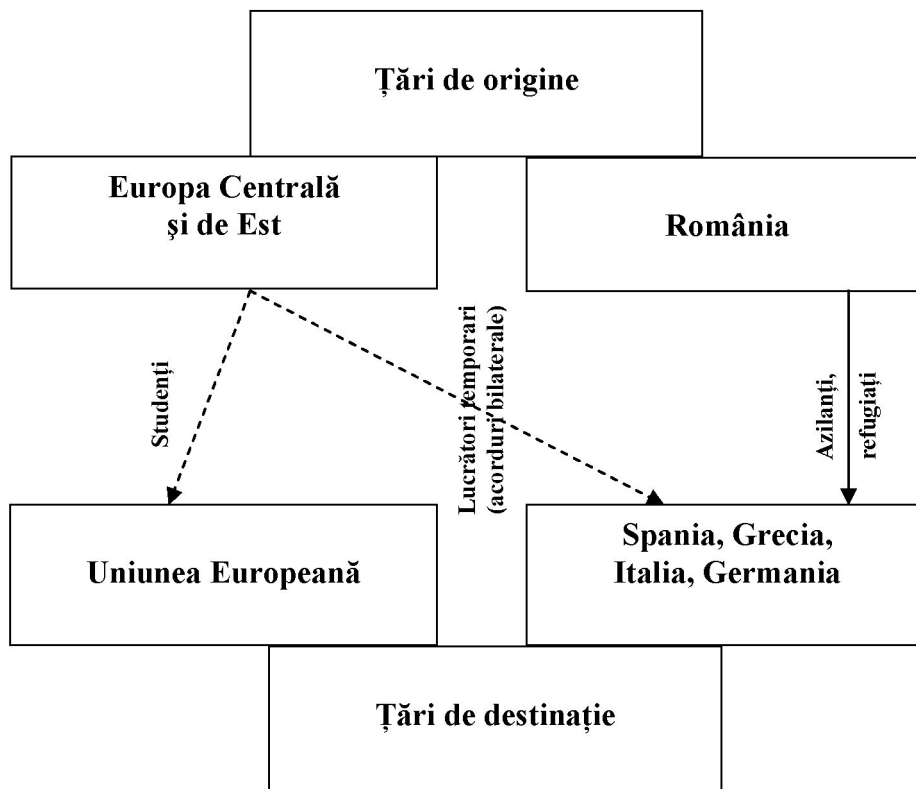 Țări de origine
Europa Centrală
şi de Est
România
Studenți
Lucrători temporari
(acorduri bilaterale)
Azilanți,
refugiați
Uniunea Europeană
Spania, Grecia,
Italia, Germania
Țări de destinație